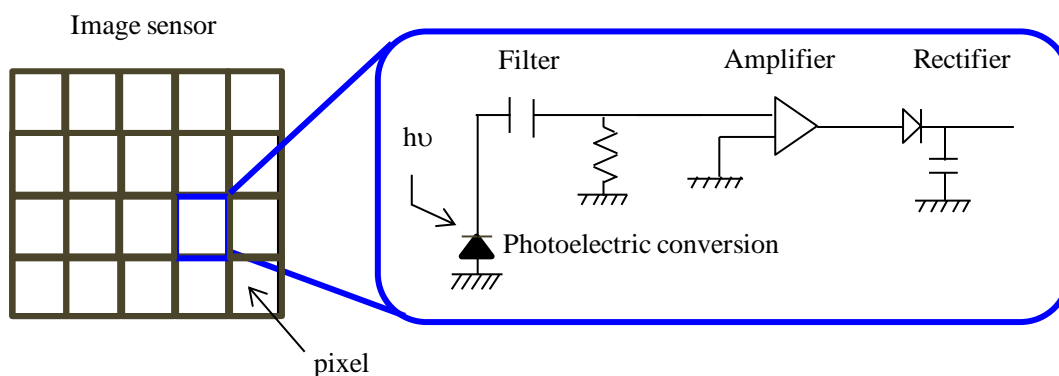 Image sensor
Filter
Amplifier
Rectifier
hυ
Photoelectric conversion
pixel